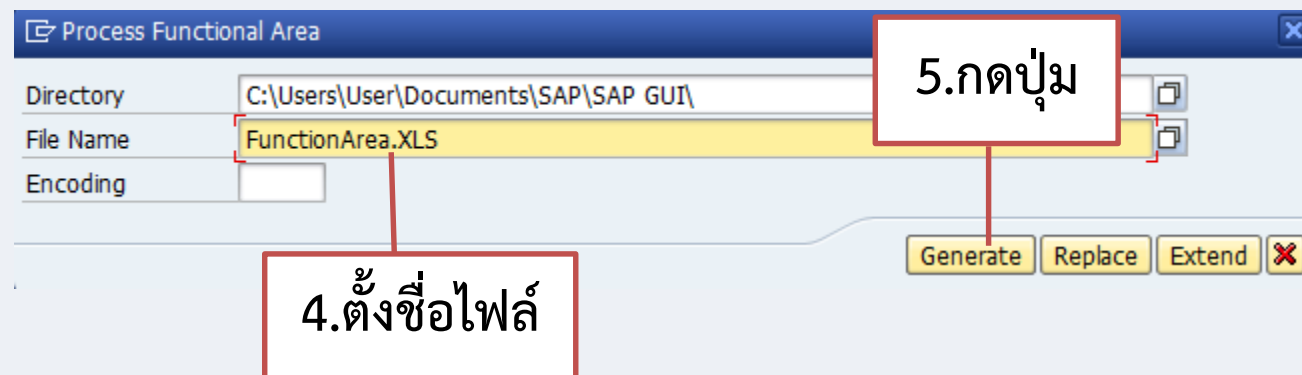 Process Functional Area
5.กดปุ่ม
Directory C:\Users\User\Documents\SAP\SAP GUI\
File Name FunctionArea.XLS
Encoding
Generate Replace Extend
4.ตั้งชื่อไฟล์